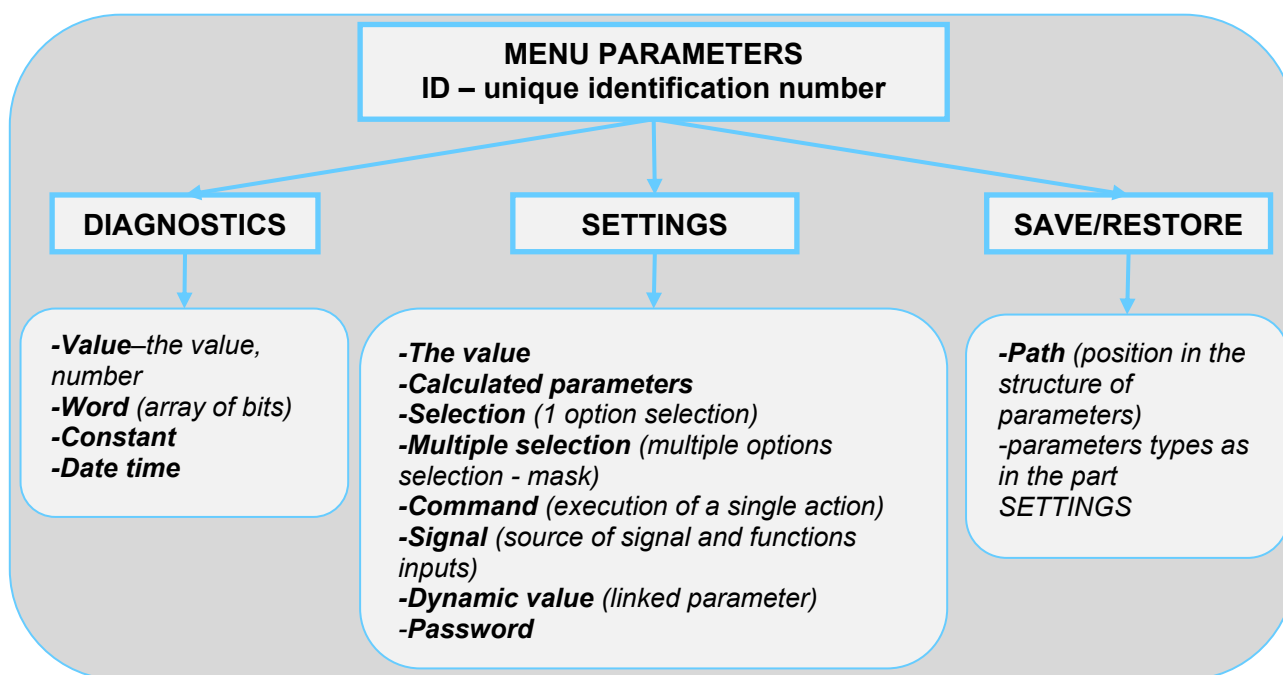 MENU PARAMETERS
ID – unique identification number
DIAGNOSTICS
SETTINGS
SAVE/RESTORE
-Value–the value,
number
-Word (array of bits)
-Constant
-Date time
-The value
-Calculated parameters
-Selection (1 option selection)
-Multiple selection (multiple options
selection - mask)
-Command (execution of a single action)
-Signal (source of signal and functions
inputs)
-Dynamic value (linked parameter)
-Password
-Path (position in the
structure of
parameters)
-parameters types as
in the part
SETTINGS